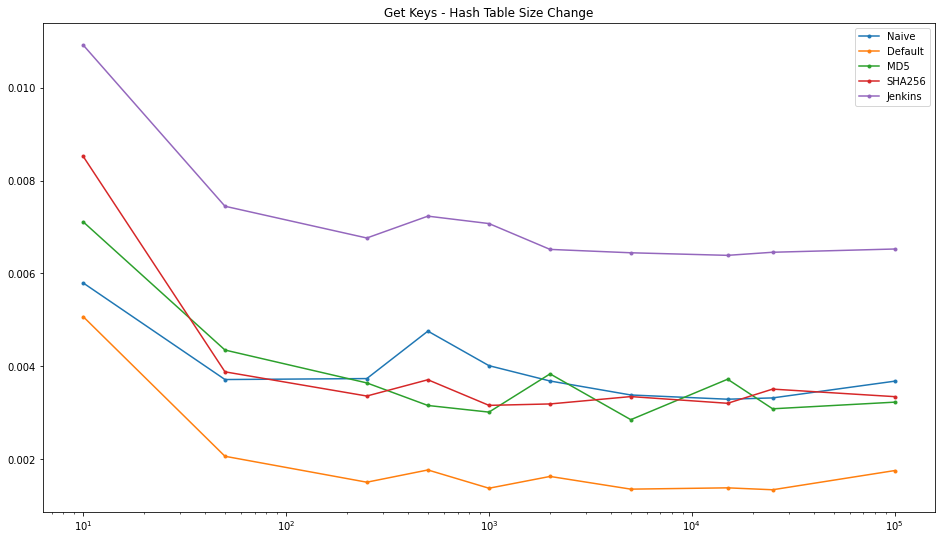 Get Keys - Hash Table Size Change
Naive
Default
MD5
SHA256
Jenkins
0.010
0.008
0.006
0.004
0.002
10¹
10²
10³
10⁴
10⁵